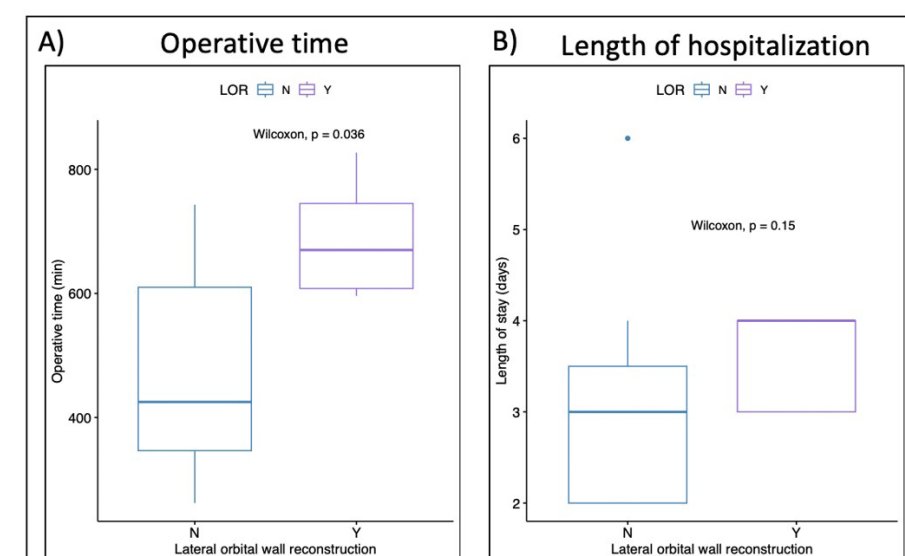 A) Operative time
LOR N Y
Wilcoxon, p = 0.036
Operative time (min)
800
600
400
N Y
Lateral orbital wall reconstruction
B) Length of hospitalization
LOR N Y
Wilcoxon, p = 0.15
Length of stay (days)
6
5
4
3
2
N Y
Lateral orbital wall reconstruction